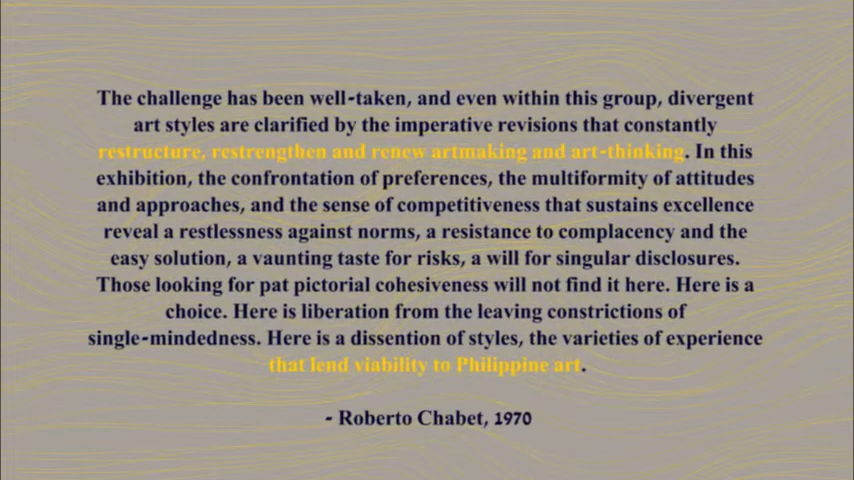 The challenge has been well-taken, and even within this group, divergent
art styles are clarified by the imperative revisions that constantly
restructure, restrengthen and renew artmaking and art-thinking. In this
exhibition, the confrontation of preferences, the multiformity of attitudes
and approaches, and the sense of competitiveness that sustains excellence
reveal a restlessness against norms, a resistance to complacency and the
easy solution, a vaunting taste for risks, a will for singular disclosures.
Those looking for pat pictorial cohesiveness will not find it here. Here is a
choice. Here is liberation from the leaving constrictions of
single-mindedness. Here is a dissention of styles, the varieties of experience
that lend viability to Philippine art.
- Roberto Chabet, 1970